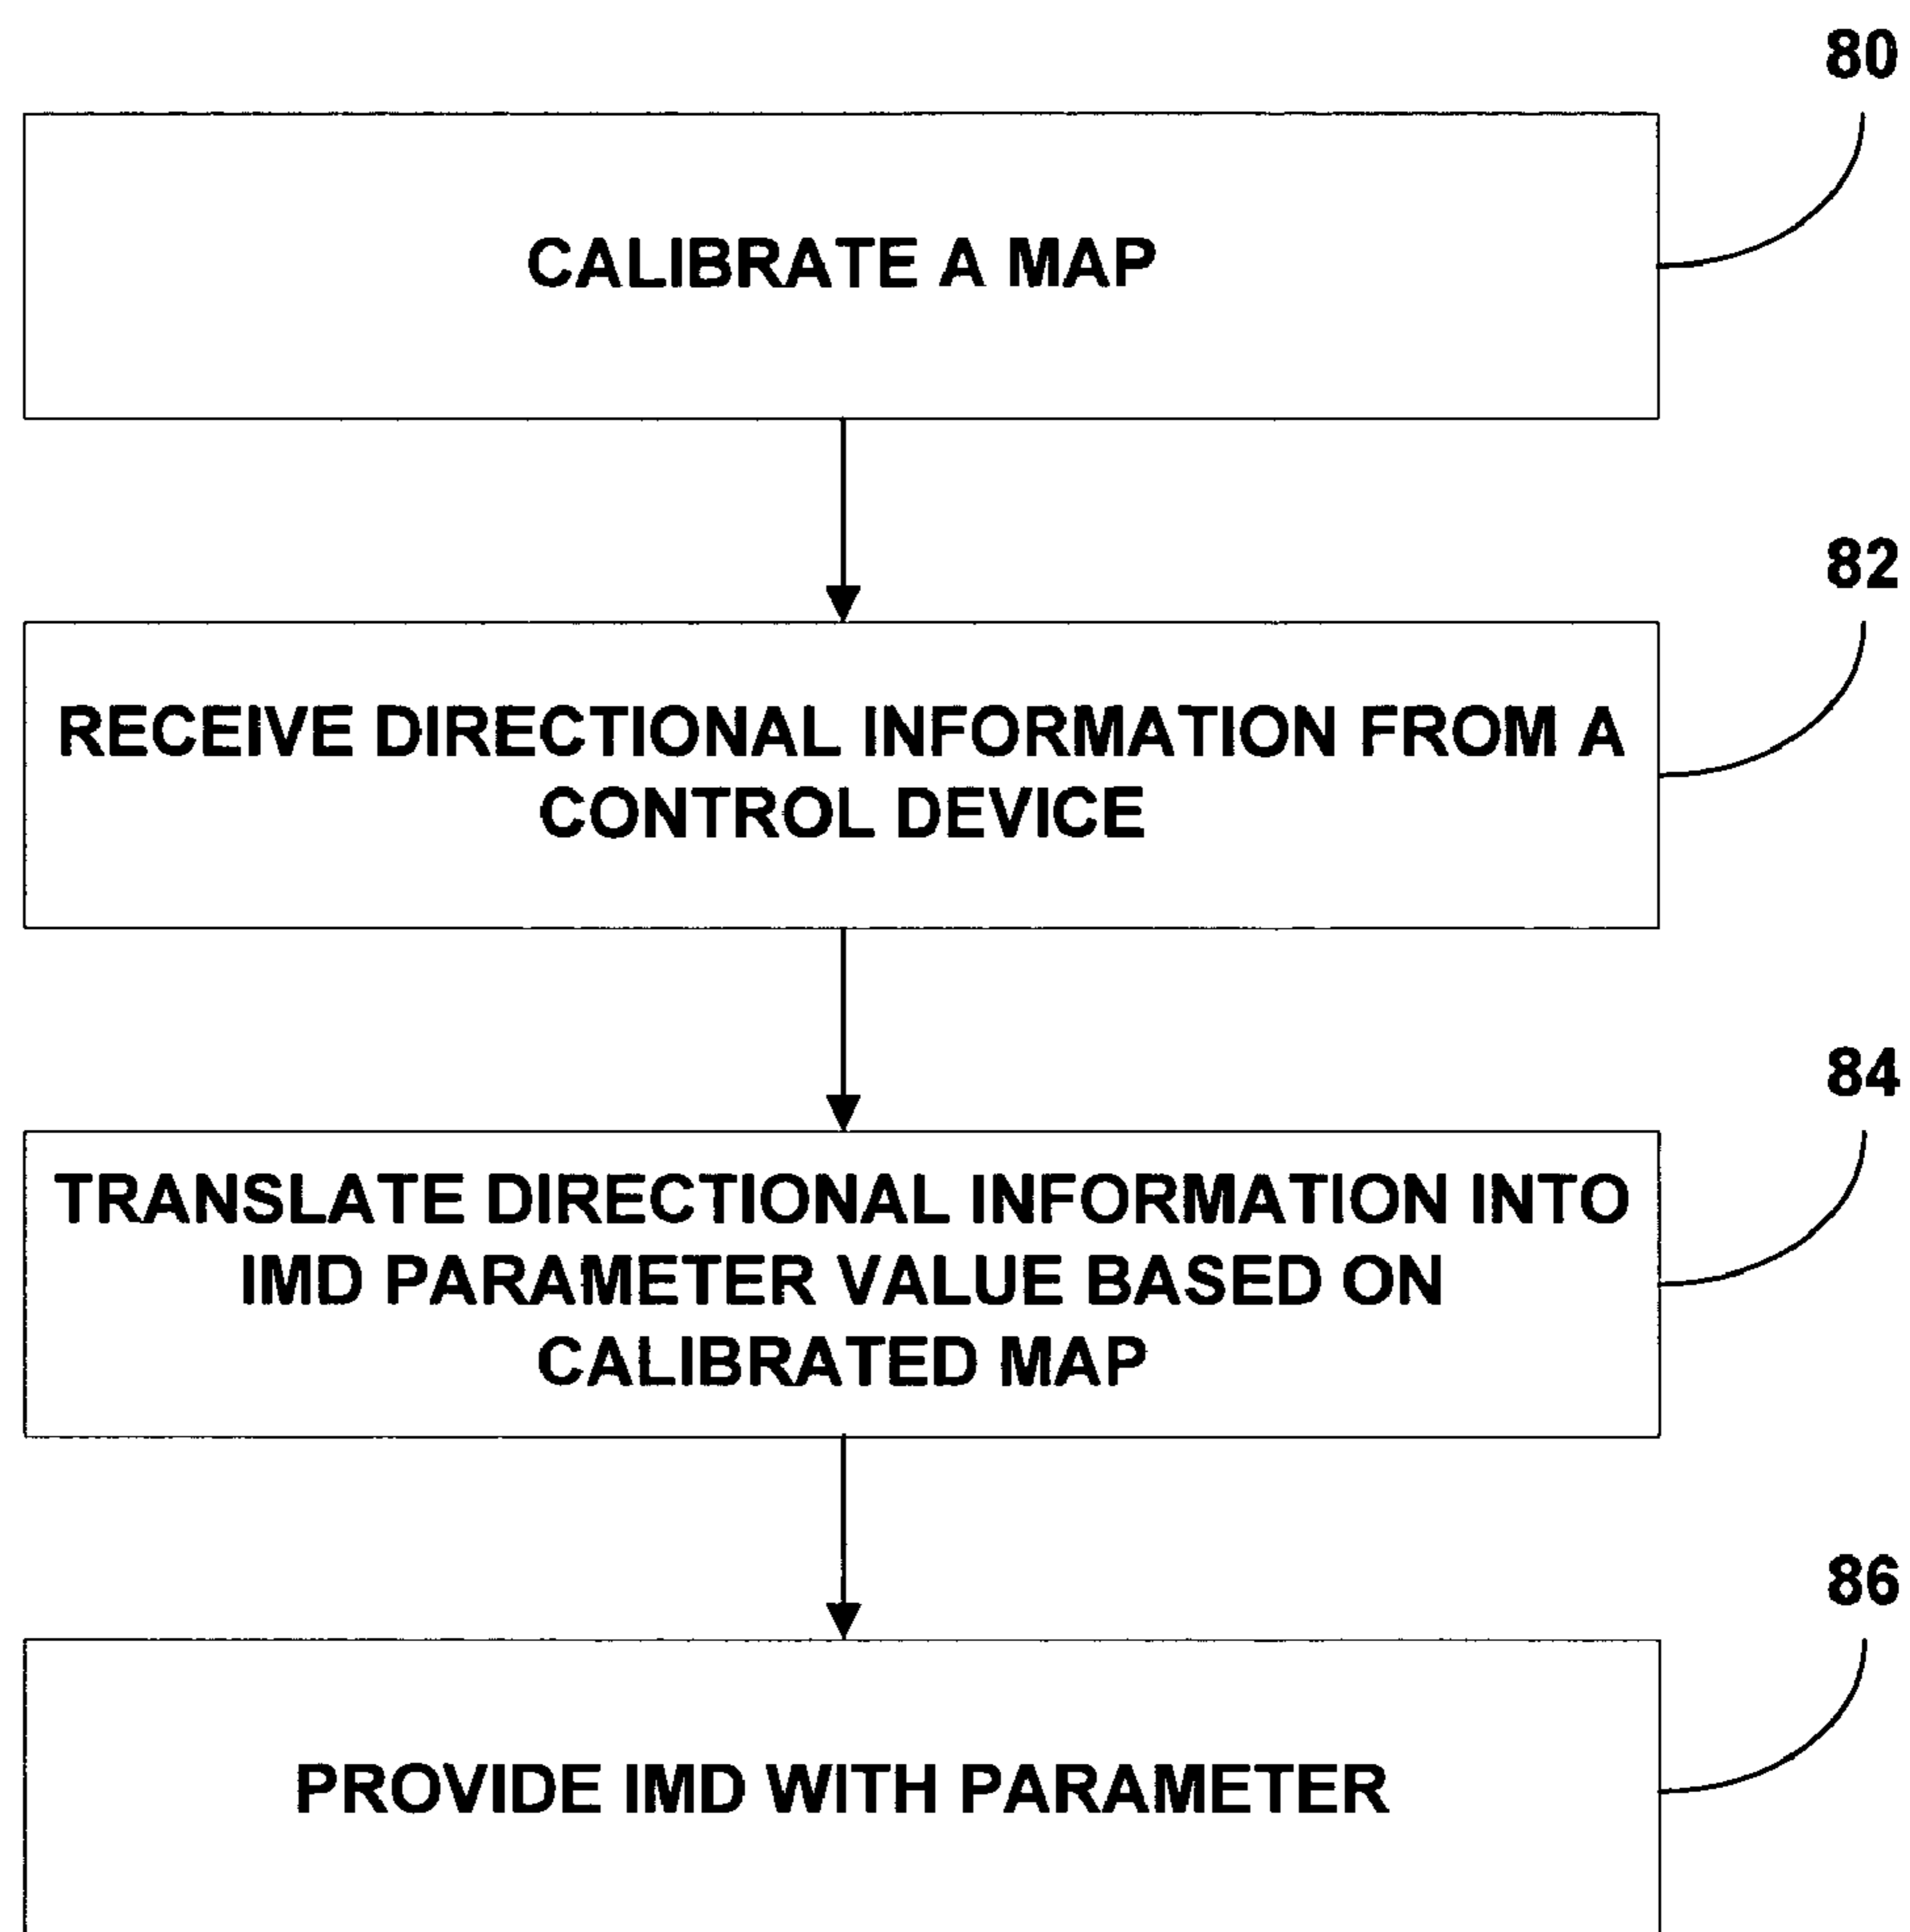 80
CALIBRATE A MAP
82
RECEIVE DIRECTIONAL INFORMATION FROM A
CONTROL DEVICE
84
TRANSLATE DIRECTIONAL INFORMATION INTO
IMD PARAMETER VALUE BASED ON
CALIBRATED MAP
86
PROVIDE IMD WITH PARAMETER